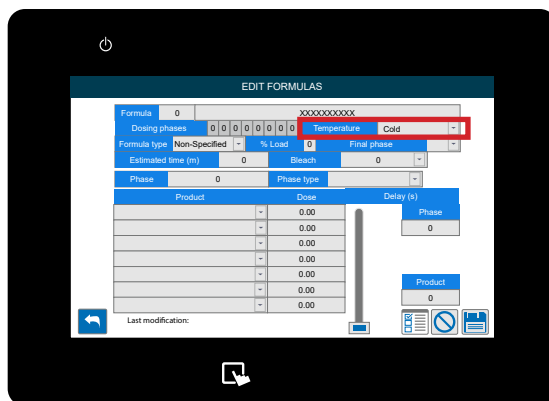 EDIT FORMULAS
Formula 0 XXXXXXXXXX
Dosing phases 0 0 0 0 0 0 0 0 Temperature Cold
Formula type Non-Specified % Load 0 Final phase
Estimated time (m) 0 Bleach 0
Phase 0 Phase type
Product Dose Delay (s)
0.00 Phase
0.00 0
0.00
0.00
0.00 Product
0.00 0
0.00
Last modification: